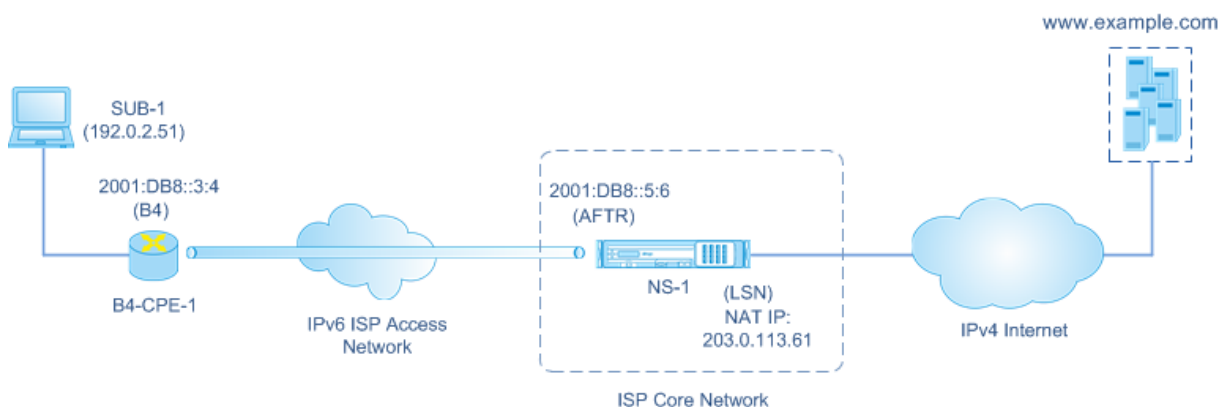 www.example.com
SUB-1
(192.0.2.51)
2001:DB8::3:4
(B4)
B4-CPE-1
IPv6 ISP Access
Network
2001:DB8::5:6
(AFTR)
NS-1
(LSN)
NAT IP:
203.0.113.61
ISP Core Network
IPv4 Internet